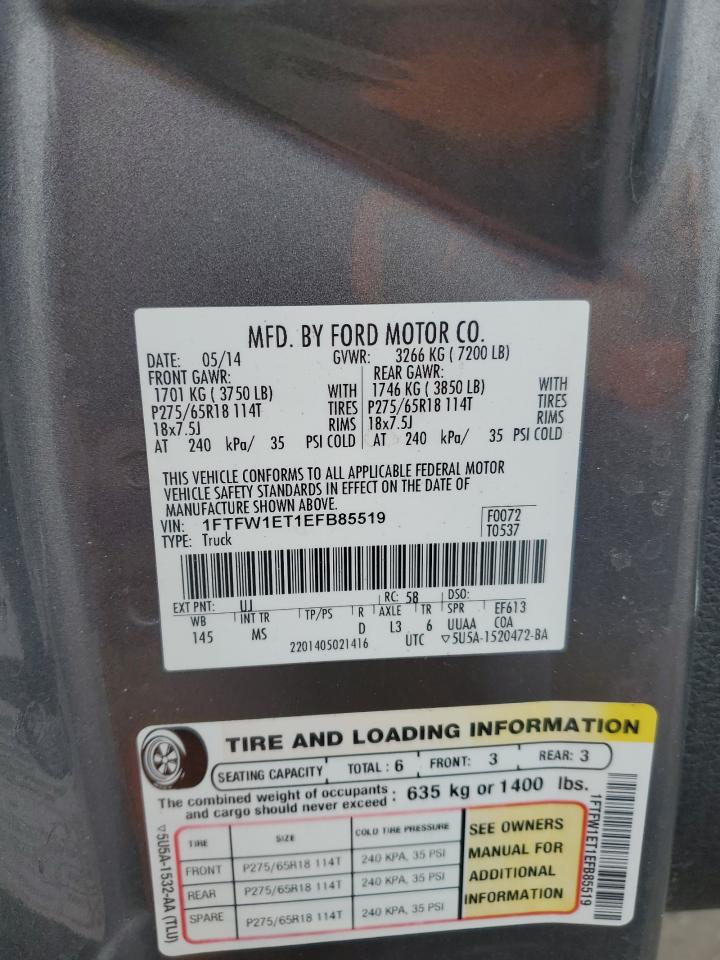 MFD. BY FORD MOTOR CO.
DATE: 05/14 GVWR: 3266 KG ( 7200 LB)
FRONT GAWR: REAR GAWR:
1701 KG ( 3750 LB) WITH 1746 KG ( 3850 LB) WITH
P275/65R18 114T TIRES P275/65R18 114T TIRES
18x7.5J RIMS 18x7.5J RIMS
AT 240 kPa/ 35 PSI COLD AT 240 kPa/ 35 PSI COLD
THIS VEHICLE CONFORMS TO ALL APPLICABLE FEDERAL MOTOR
VEHICLE SAFETY STANDARDS IN EFFECT ON THE DATE OF
MANUFACTURE SHOWN ABOVE.
VIN: 1FTFW1ET1EFB85519 F0072
TYPE: Truck T0537
EXT PNT: UJ RC: 58 DSO:
WB INT TR TP/PS R AXLE TR SPR EF613
145 MS D L3 6 UUAA COA
2201405021416 UTC ▽5U5A-1520472-BA
TIRE AND LOADING INFORMATION
SEATING CAPACITY TOTAL : 6 FRONT: 3 REAR: 3
The combined weight of occupants and cargo should never exceed : 635 kg or 1400 lbs.
TIRE SIZE COLD TIRE PRESSURE
FRONT P275/65R18 114T 240 KPA, 35 PSI
REAR P275/65R18 114T 240 KPA, 35 PSI
SPARE P275/65R18 114T 240 KPA, 35 PSI
SEE OWNERS
MANUAL FOR
ADDITIONAL
INFORMATION
▽5U5A-1532-AA (TLU)
1FTFW1ET1EFB85519